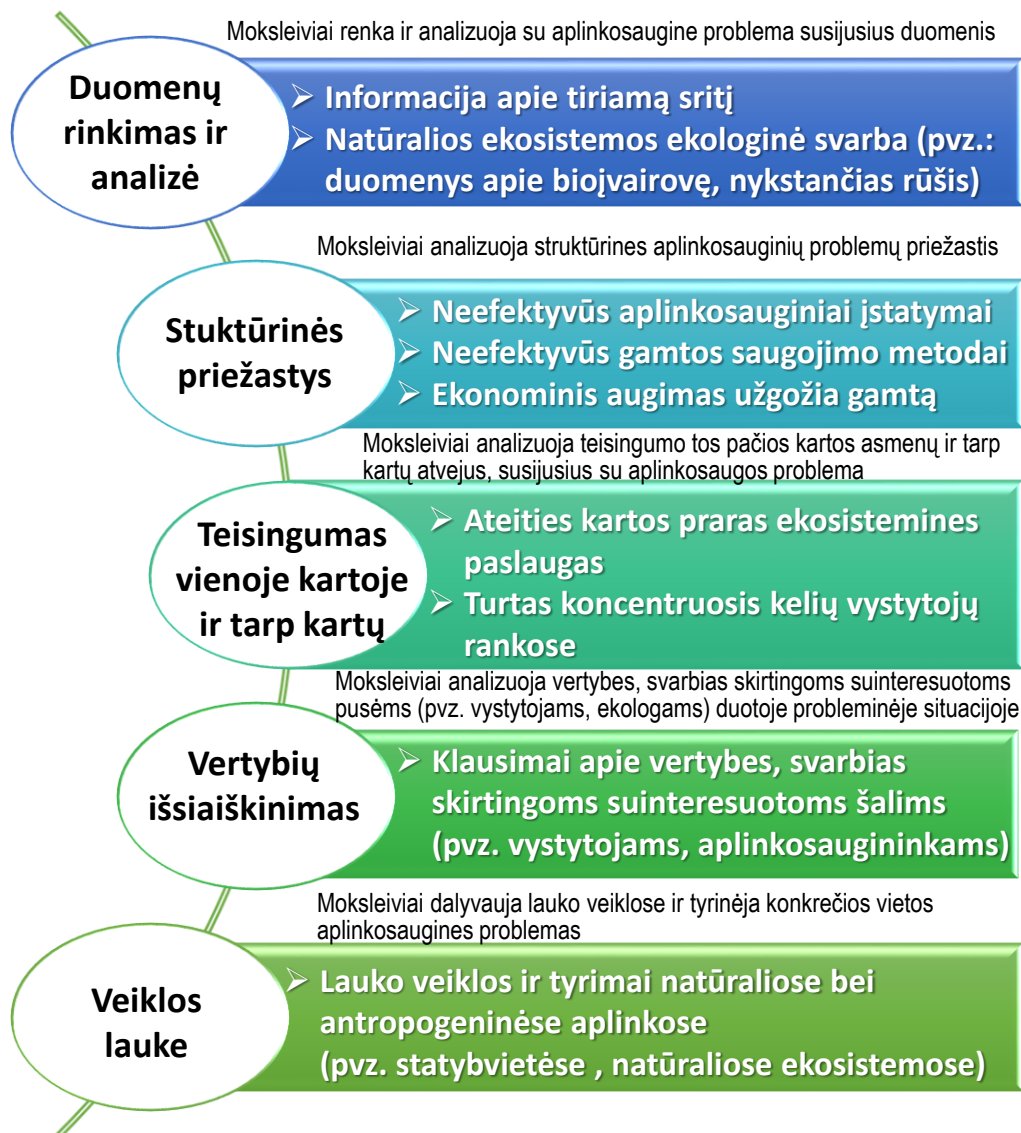 Moksleiviai renka ir analizuoja su aplinkosaugine problema susijusius duomenis
Duomenų
rinkimas ir
analizė
➢ Informacija apie tiriamą sritį
➢ Natūralios ekosistemos ekologinė svarba (pvz.:
duomenys apie bioįvairovę, nykstančias rūšis)
Moksleiviai analizuoja struktūrines aplinkosauginių problemų priežastis
Stuktūrinės
priežastys
➢ Neefektyvūs aplinkosauginiai įstatymai
➢ Neefektyvūs gamtos saugojimo metodai
➢ Ekonominis augimas užgožia gamtą
Moksleiviai analizuoja teisingumo tos pačios kartos asmenų ir tarp
kartų atvejus, susijusius su aplinkosaugos problema
Teisingumas
vienoje kartoje
ir tarp kartų
➢ Ateities kartos praras ekosistemines
paslaugas
➢ Turtas koncentruosis kelių vystytojų
rankose
Moksleiviai analizuoja vertybes, svarbias skirtingoms suinteresuotoms
pusėms (pvz. vystytojams, ekologams) duotoje probleminėje situacijoje
Vertybių
išsiaiškinimas
➢ Klausimai apie vertybes, svarbias
skirtingoms suinteresuotoms šalims
(pvz. vystytojams, aplinkosaugininkams)
Moksleiviai dalyvauja lauko veiklose ir tyrinėja konkrečios vietos
aplinkosaugines problemas
Veiklos
lauke
➢ Lauko veiklos ir tyrimai natūraliose bei
antropogeninėse aplinkose
(pvz. statybvietėse , natūraliose ekosistemose)